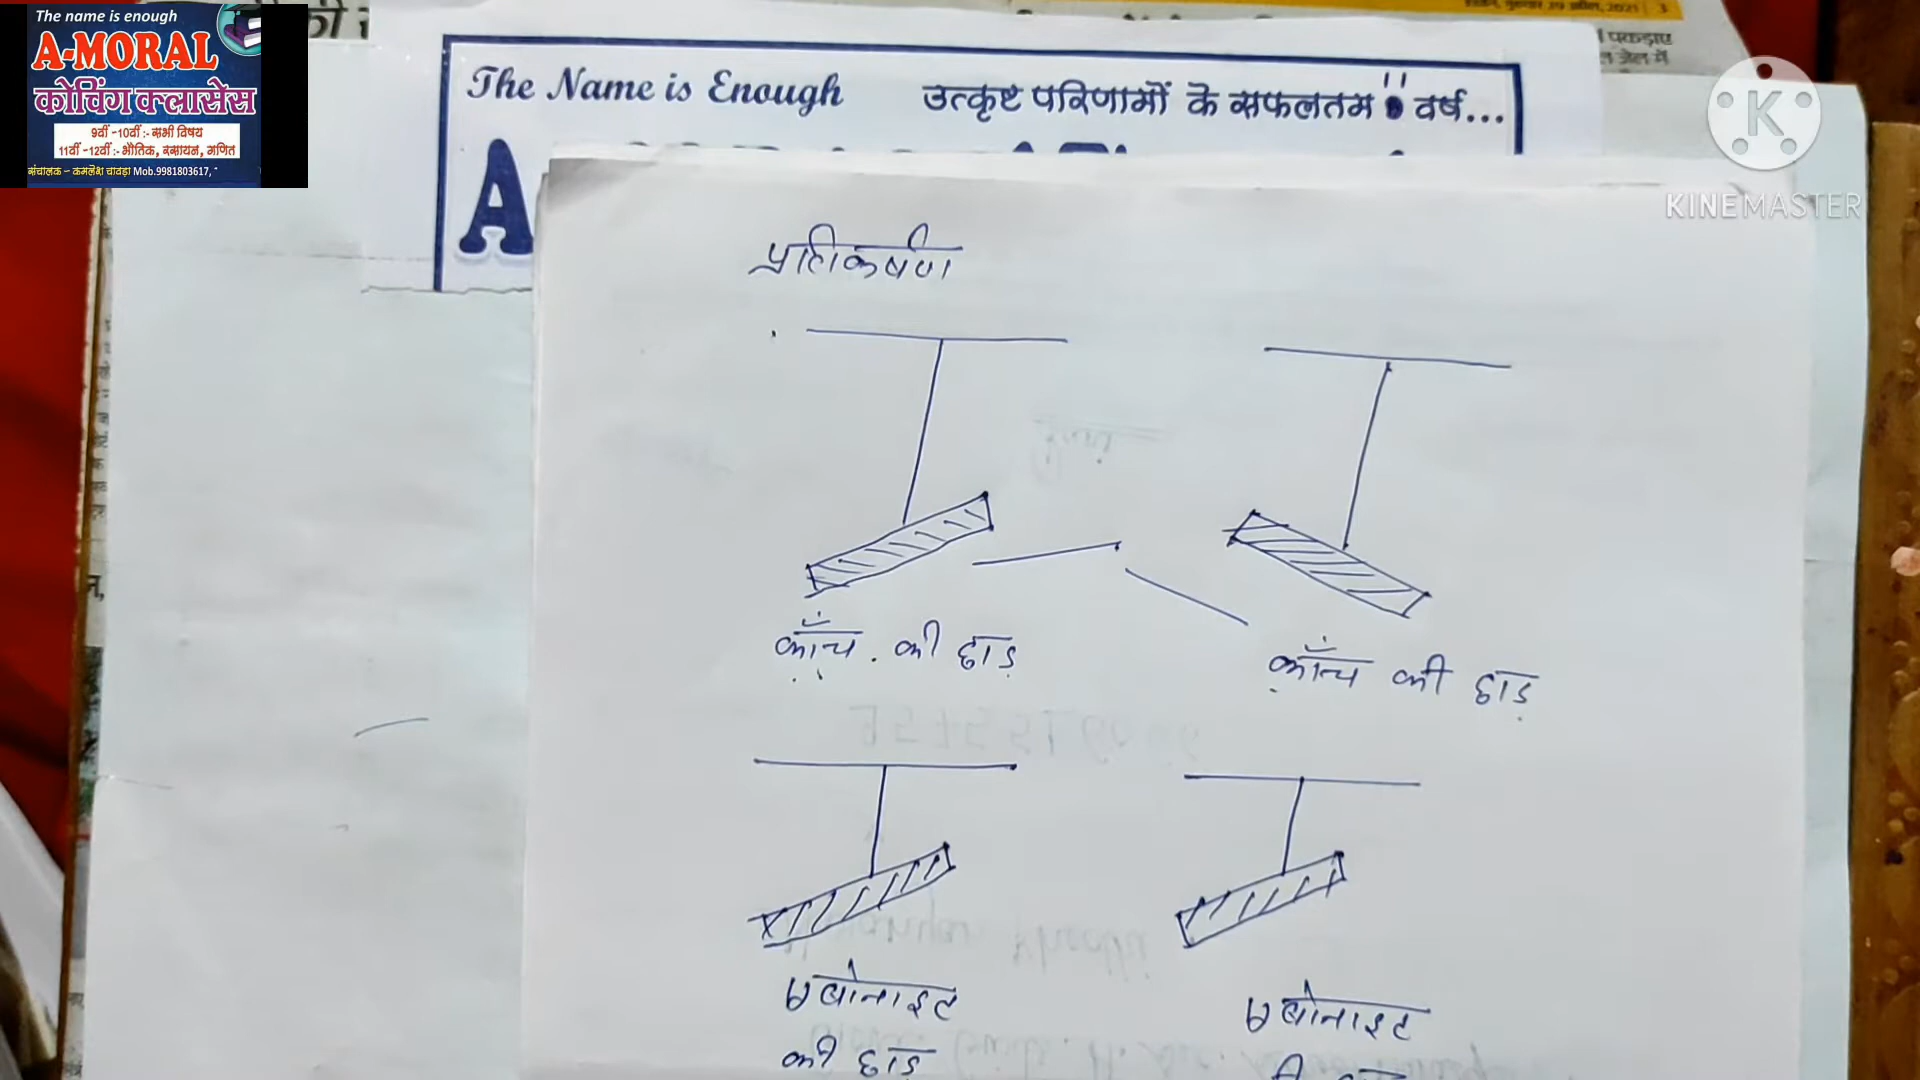 The name is enough
A-MORAL
कोचिंग क्लासेस
9वीं -10वीं :- सभी विषय
11वीं -12वीं :- भौतिक, रसायन, गणित
संचालक - कमलेश चावड़ा Mob.9981803617,
The Name is Enough
उत्कृष्ट परिणामों के सफलतम 11 वर्ष...
A
KINEMASTER
प्रतिकर्षण
काँच की छड़
काँच की छड़
एबोनाइट
की छड़
एबोनाइट